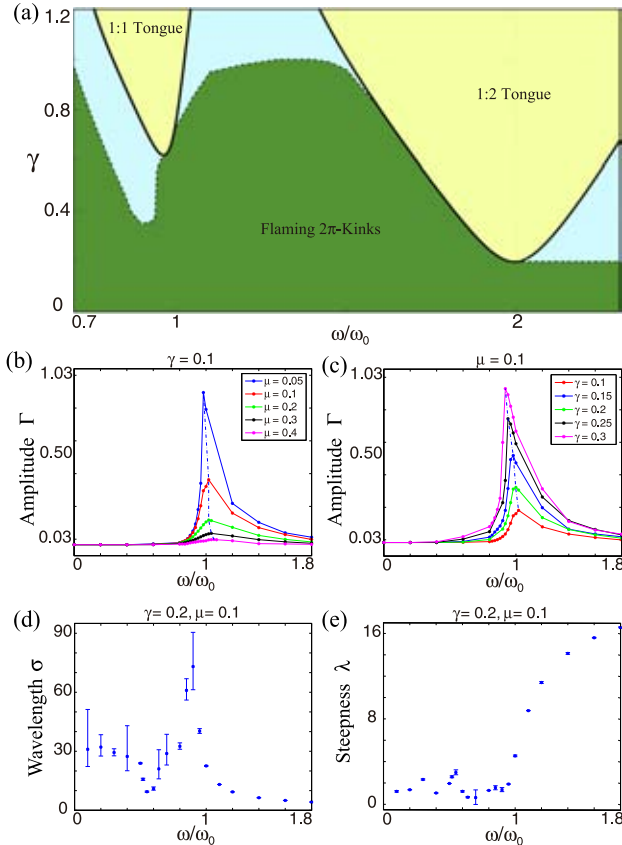 (a)
1.2
0.8
0.4
0
γ
1:1 Tongue
1:2 Tongue
Flaming 2π-Kinks
0.7
1
2
ω/ω₀
(b)
γ = 0.1
1.03
0.50
0.03
Amplitude Γ
μ = 0.05
μ = 0.1
μ = 0.2
μ = 0.3
μ = 0.4
0
1
1.8
ω/ω₀
(c)
μ = 0.1
1.03
0.50
0.03
Amplitude Γ
γ = 0.1
γ = 0.15
γ = 0.2
γ = 0.25
γ = 0.3
0
1
1.8
ω/ω₀
(d)
γ = 0.2, μ = 0.1
90
60
30
0
Wavelength σ
0
1
1.8
ω/ω₀
(e)
γ = 0.2, μ = 0.1
16
8
0
Steepness λ
0
1
1.8
ω/ω₀